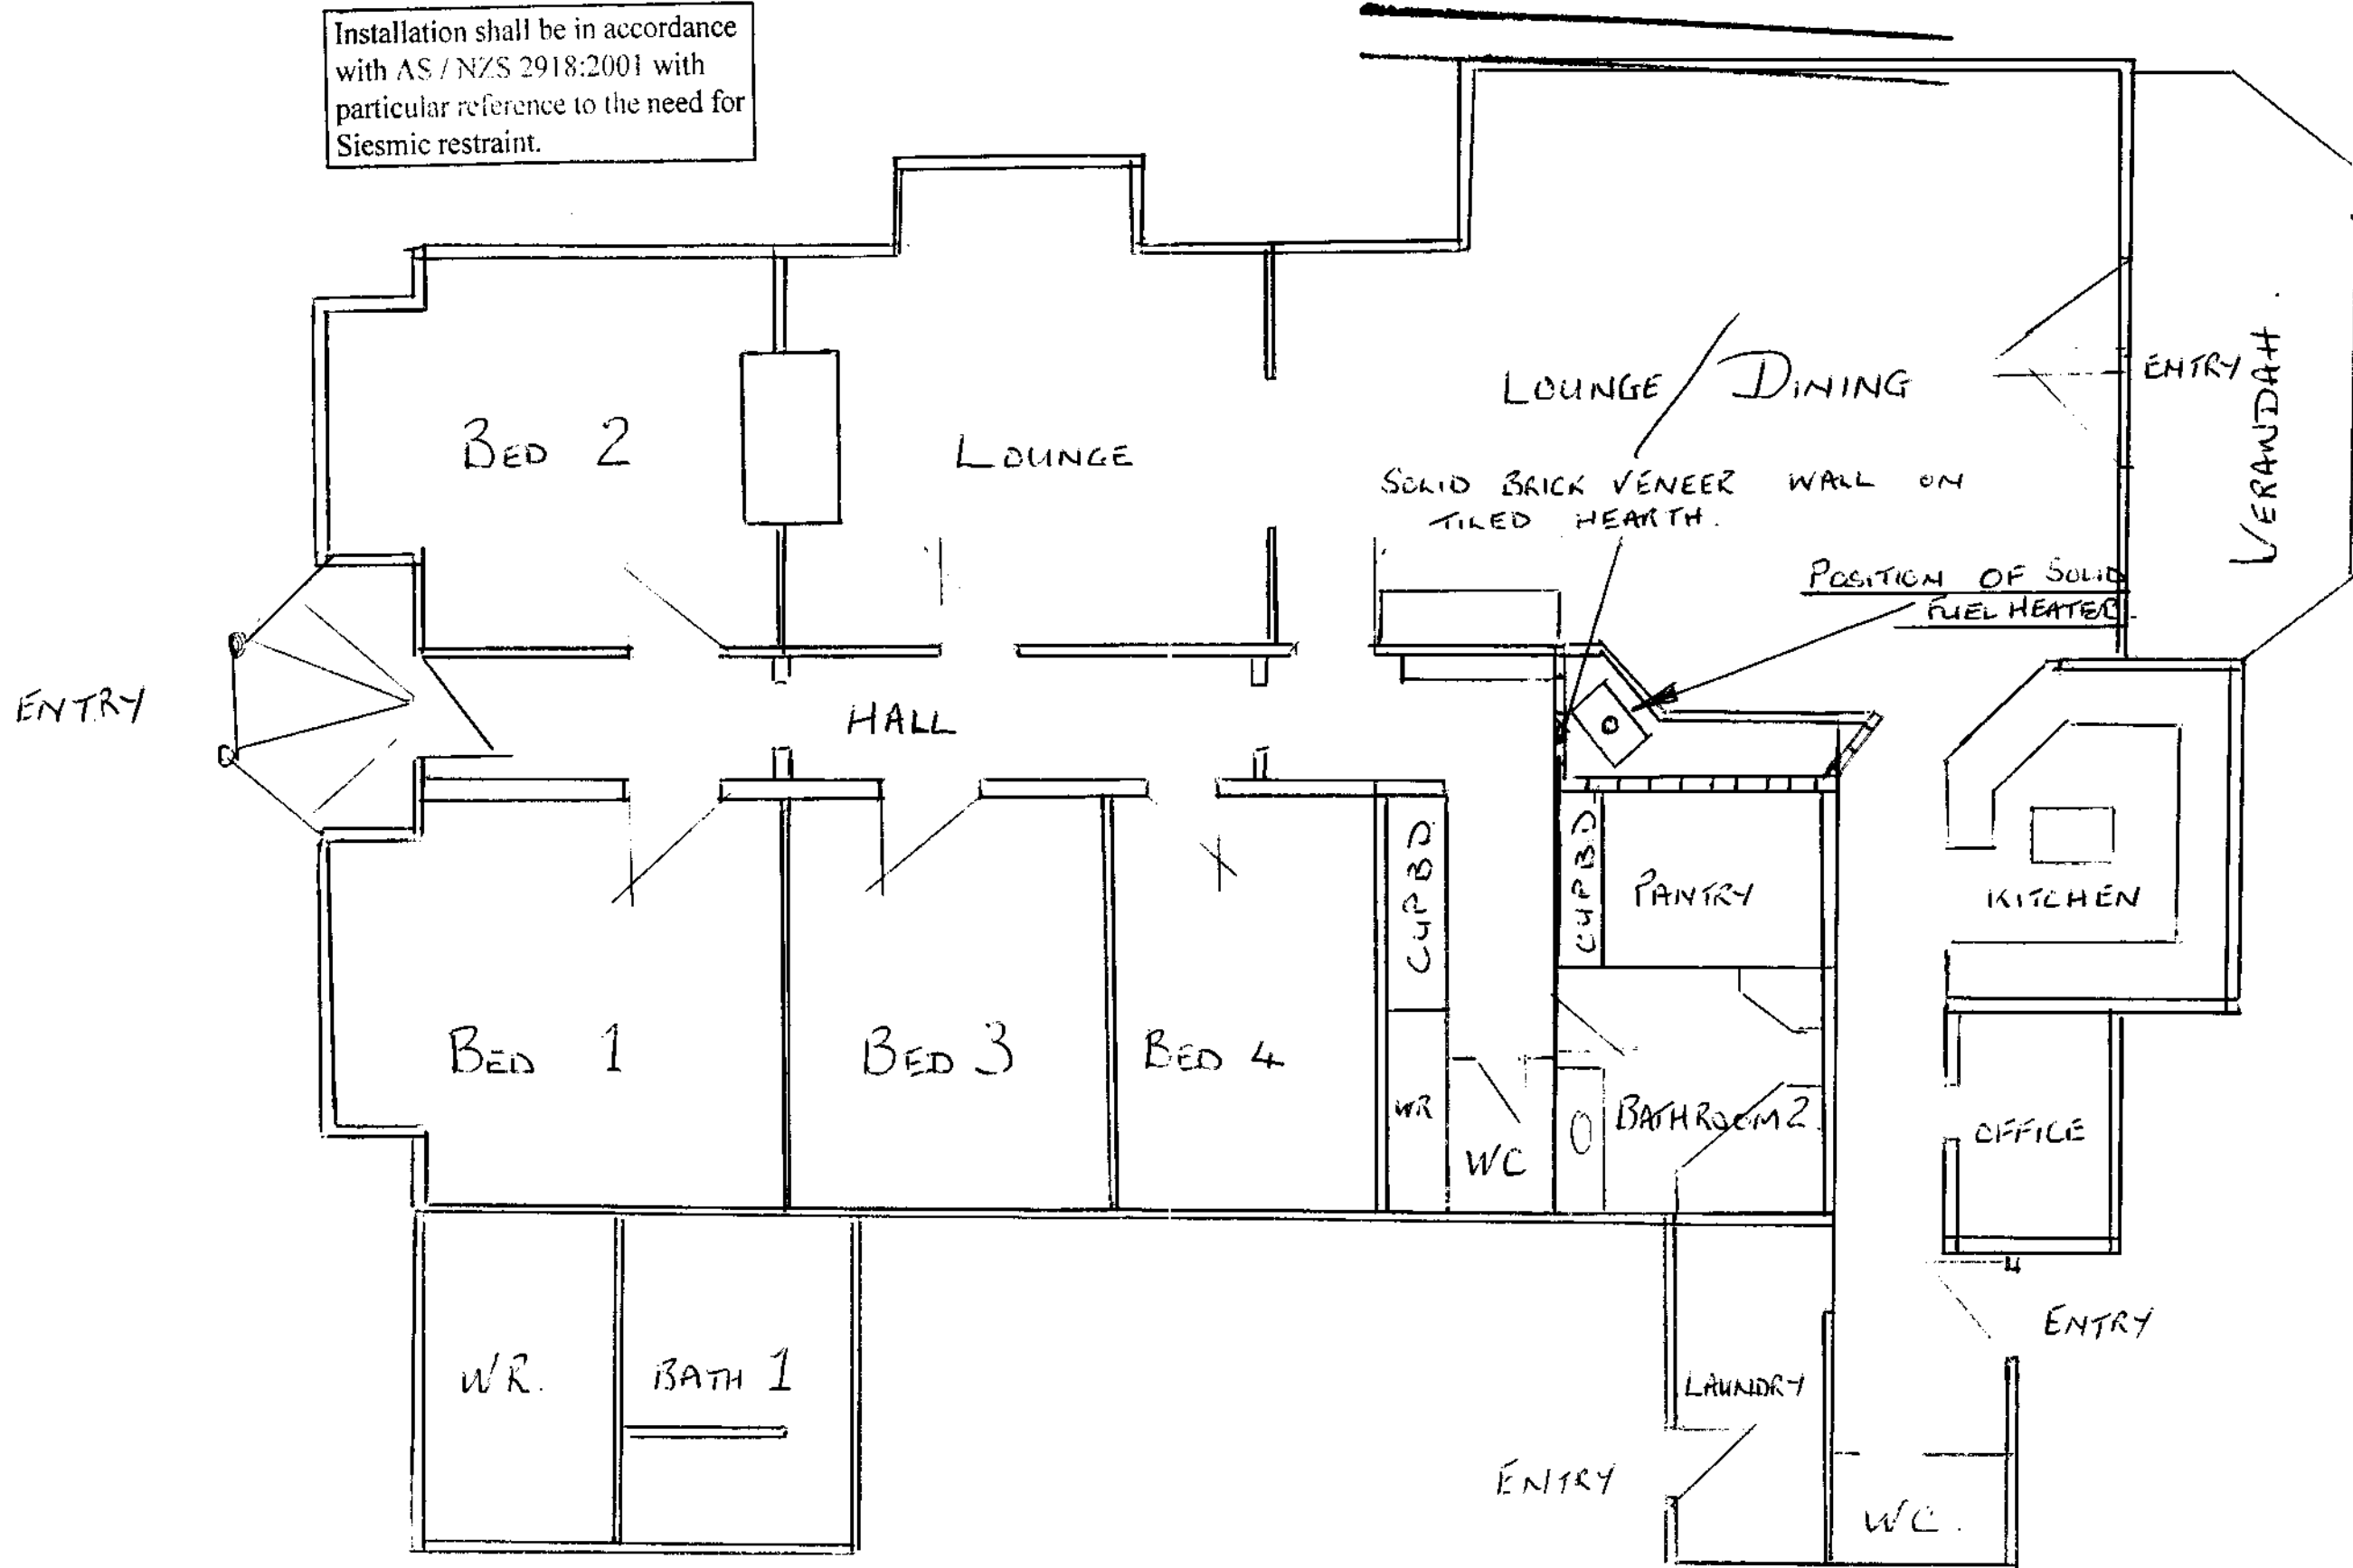 Installation shall be in accordance
with AS / NZS 2918:2001 with
particular reference to the need for
Siesmic restraint.
BED 2
LOUNGE
LOUNGE / DINING
ENTRY
VERANDAH
SOLID BRICK VENEER WALL ON
TILED HEARTH.
POSITION OF SOLID
FUEL HEATER.
ENTRY
HALL
CUPBD
CUPBD
PANTRY
KITCHEN
BED 1
BED 3
BED 4
WR
WC
BATHROOM 2.
OFFICE
WR.
BATH 1
LAUNDRY
ENTRY
ENTRY
WC.